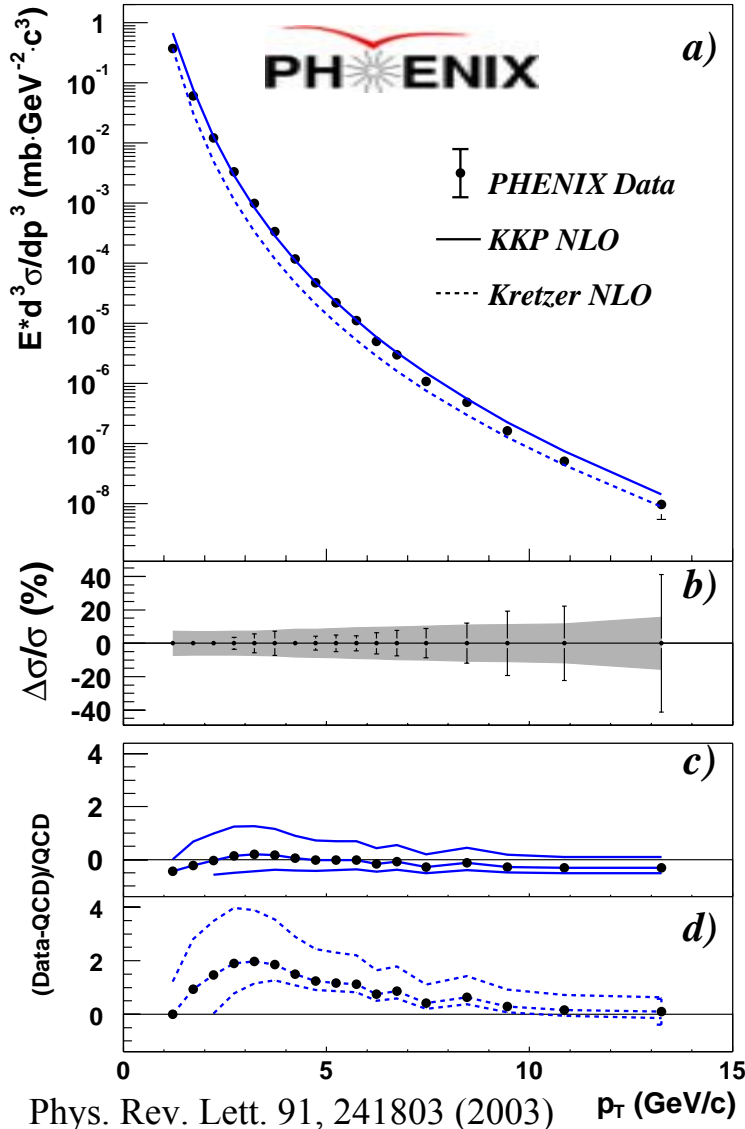 a)
PHENIX
PHENIX Data
KKP NLO
Kretzer NLO
E*d³σ/dp³ (mb·GeV⁻²·c³)
1
10⁻¹
10⁻²
10⁻³
10⁻⁴
10⁻⁵
10⁻⁶
10⁻⁷
10⁻⁸
b)
Δσ/σ (%)
40
20
0
-20
-40
c)
4
2
0
(Data-QCD)/QCD
d)
4
2
0
0 5 10 15
p_T (GeV/c)
Phys. Rev. Lett. 91, 241803 (2003)